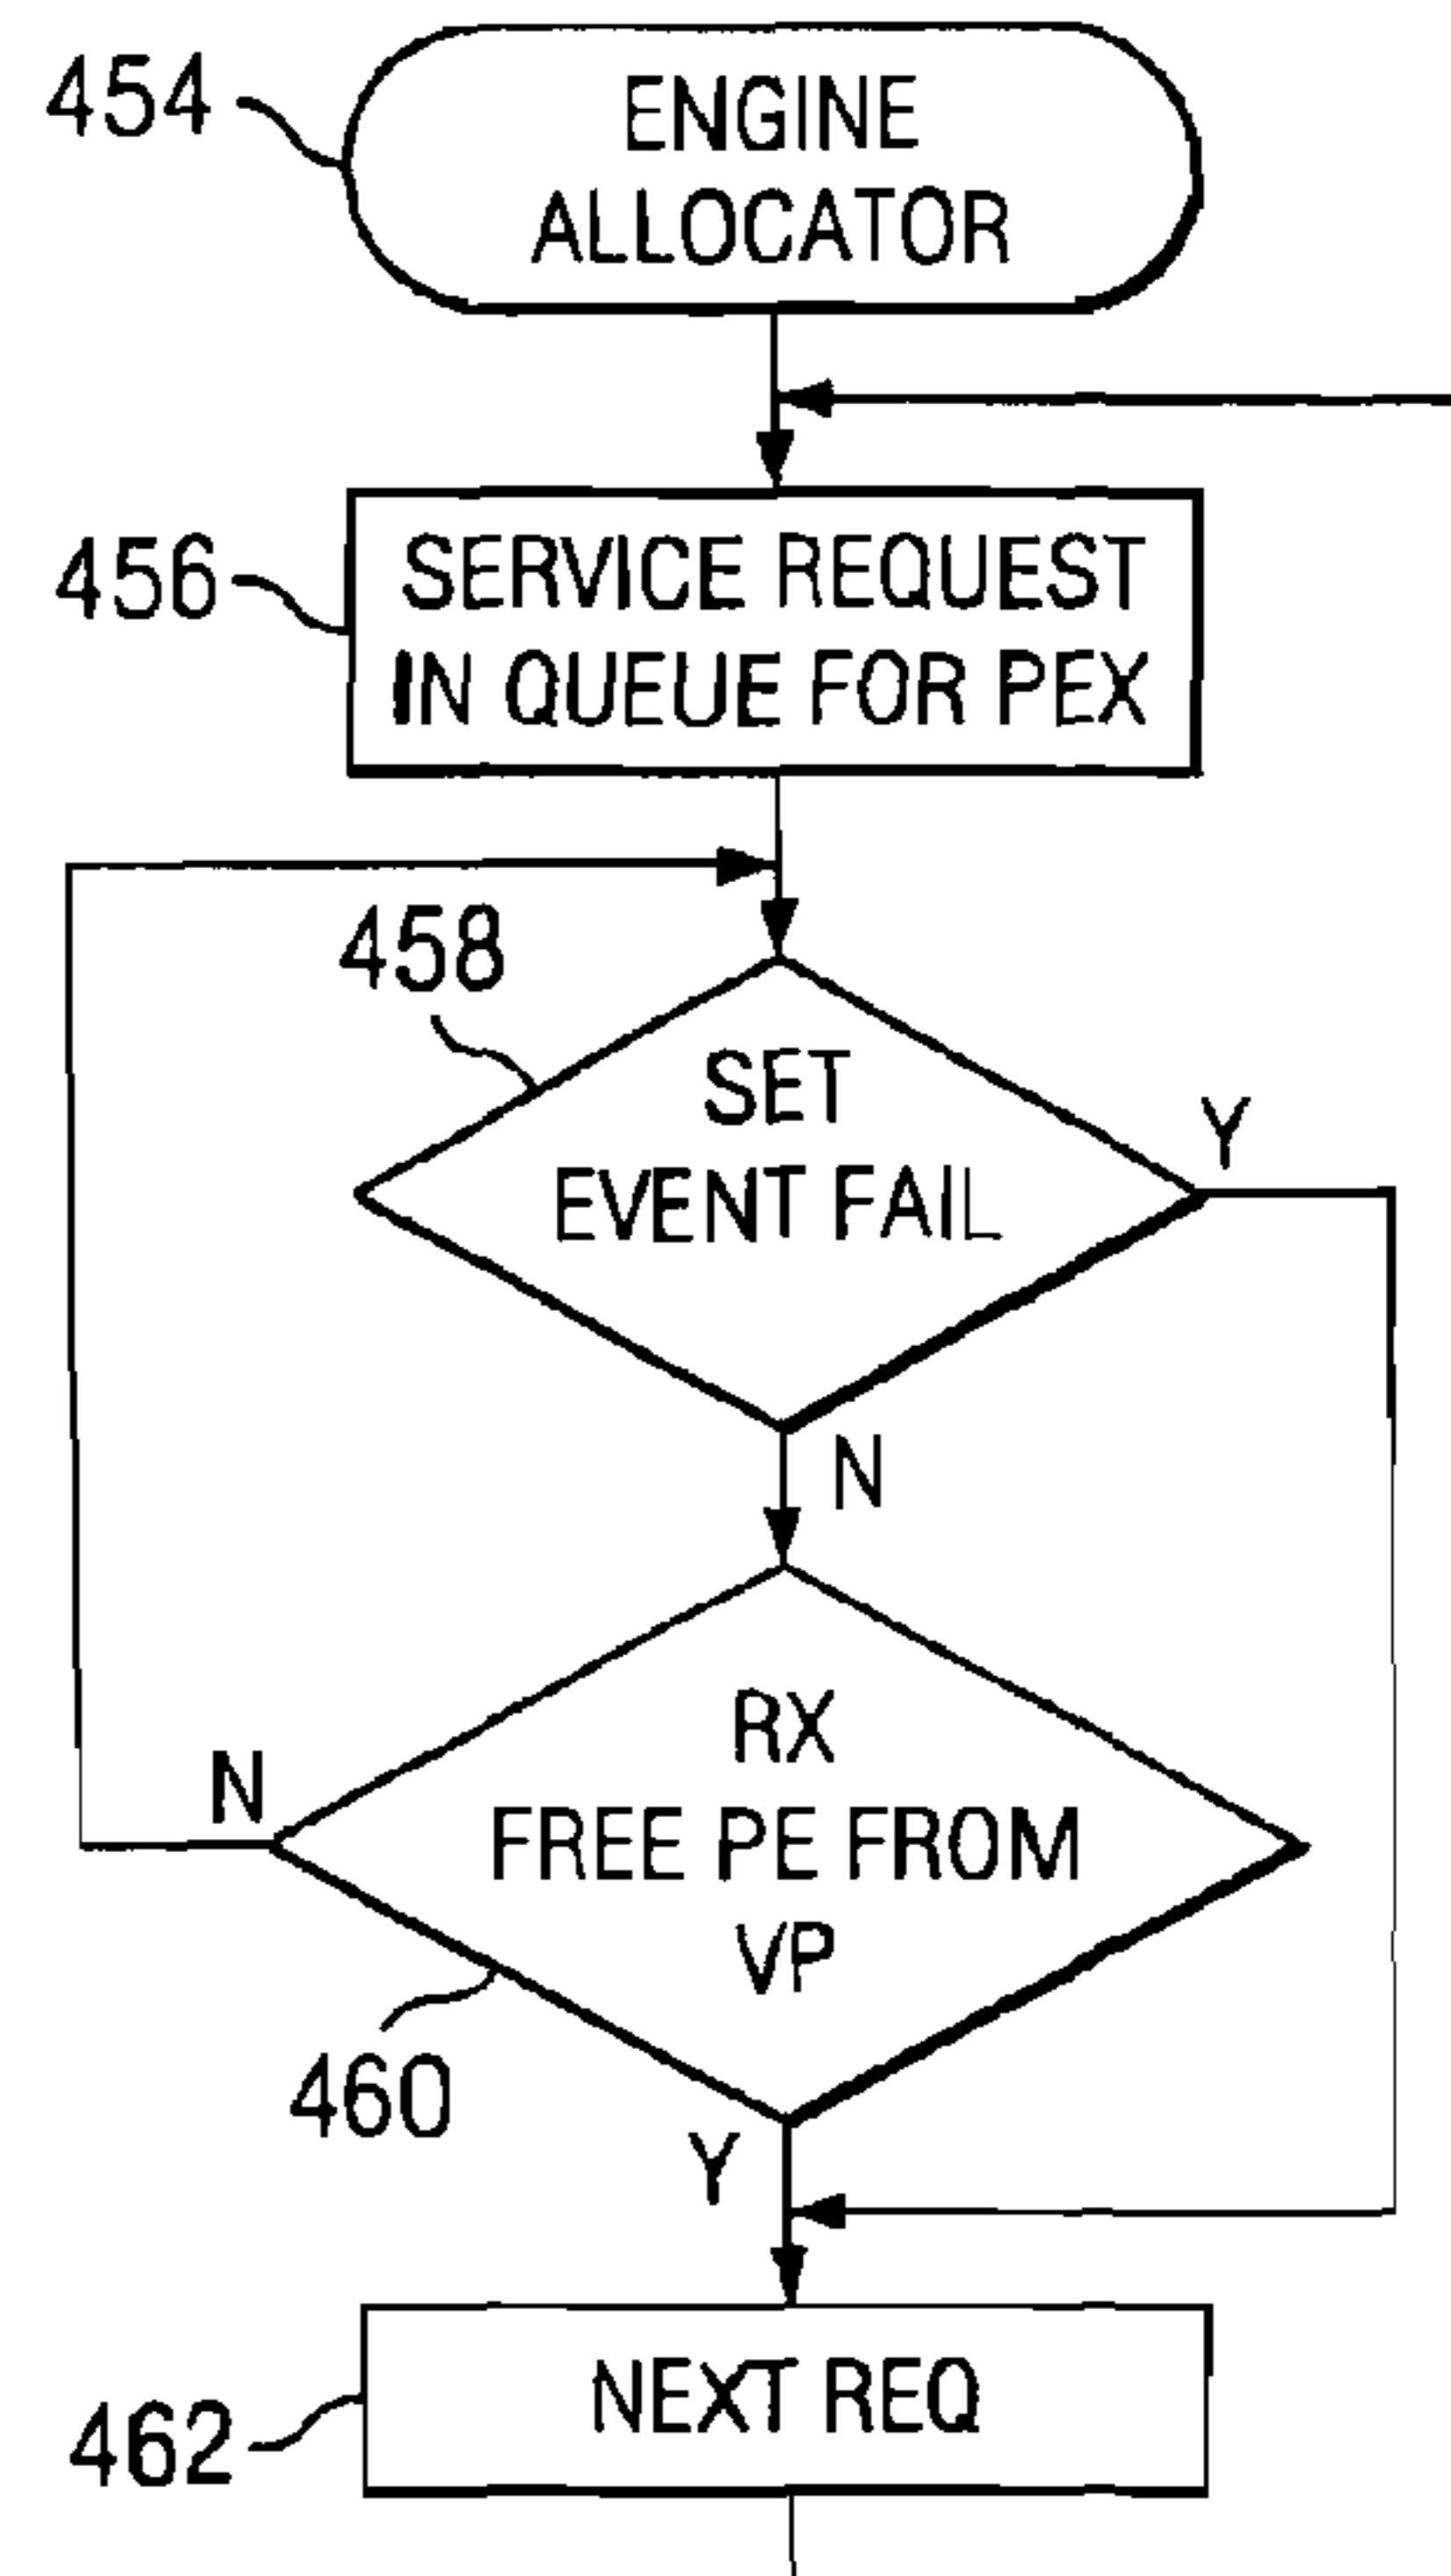 454
ENGINE
ALLOCATOR
456
SERVICE REQUEST
IN QUEUE FOR PEX
458
SET
EVENT FAIL
Y
N
RX
FREE PE FROM
VP
N
460
Y
NEXT REQ
462